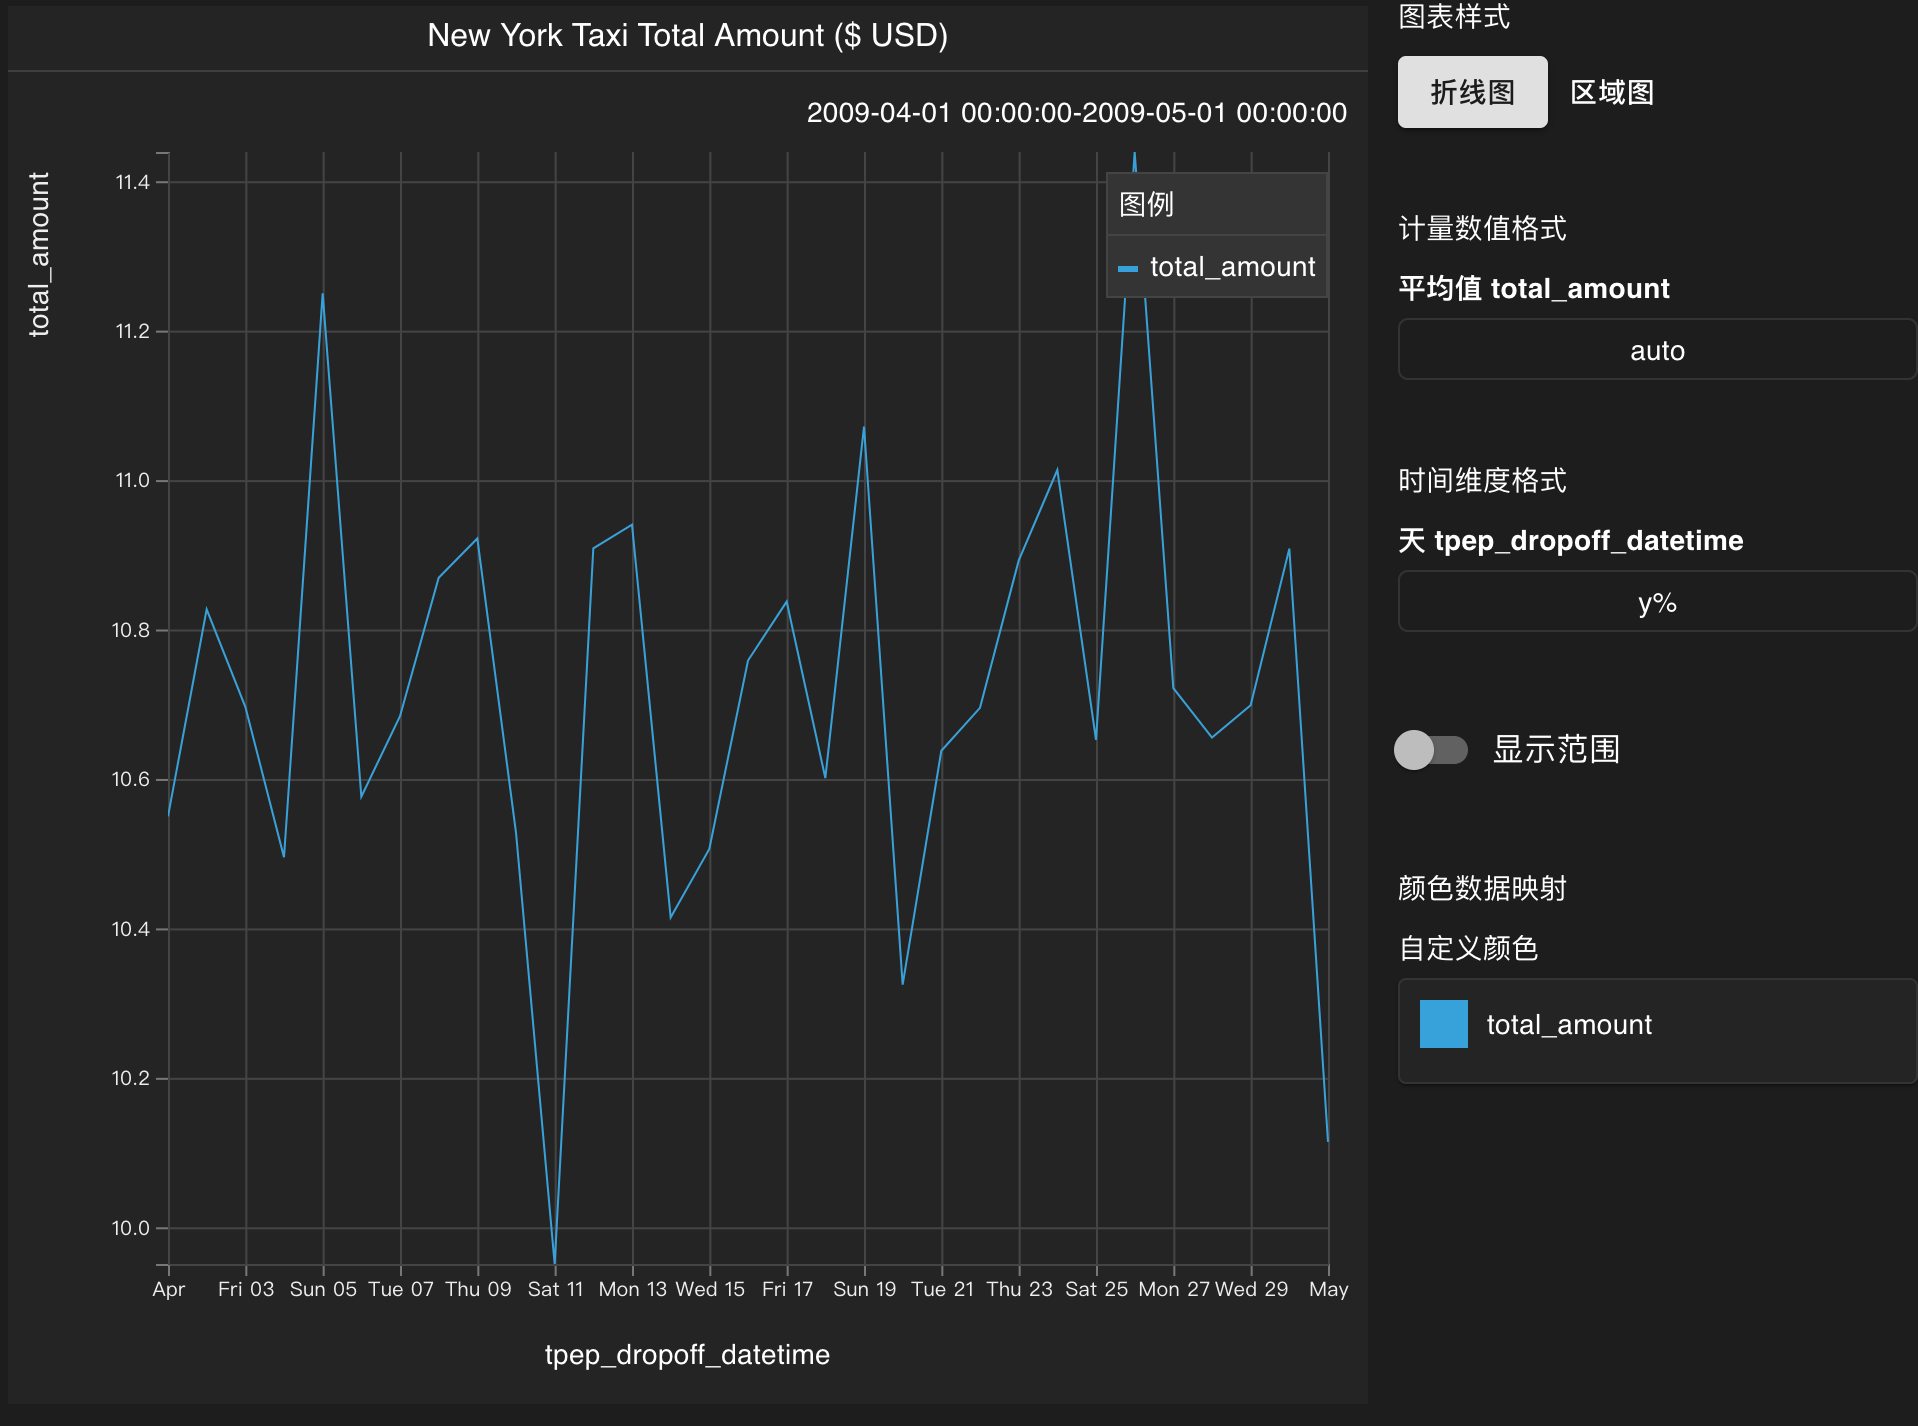 New York Taxi Total Amount ($ USD)
2009-04-01 00:00:00-2009-05-01 00:00:00
total_amount
11.4
11.2
11.0
10.8
10.6
10.4
10.2
10.0
图例
total_amount
Apr Fri 03 Sun 05 Tue 07 Thu 09 Sat 11 Mon 13 Wed 15 Fri 17 Sun 19 Tue 21 Thu 23 Sat 25 Mon 27 Wed 29 May
tpep_dropoff_datetime
图表样式
折线图 区域图
计量数值格式
平均值 total_amount
auto
时间维度格式
天 tpep_dropoff_datetime
y%
显示范围
颜色数据映射
自定义颜色
total_amount